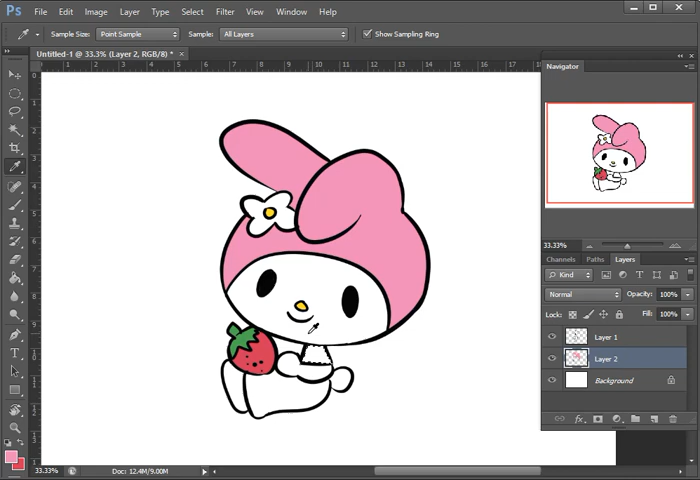 Ps File Edit Image Layer Type Select Filter View Window Help
Sample Size: Point Sample Sample: All Layers Show Sampling Ring
Untitled-1 @ 33.3% (Layer 2, RGB/8) * ×
Navigator
33.33%
Channels Paths Layers
Kind
Normal Opacity: 100%
Lock: Fill: 100%
Layer 1
Layer 2
Background
fx
33.33% Doc: 12.4M/9.00M